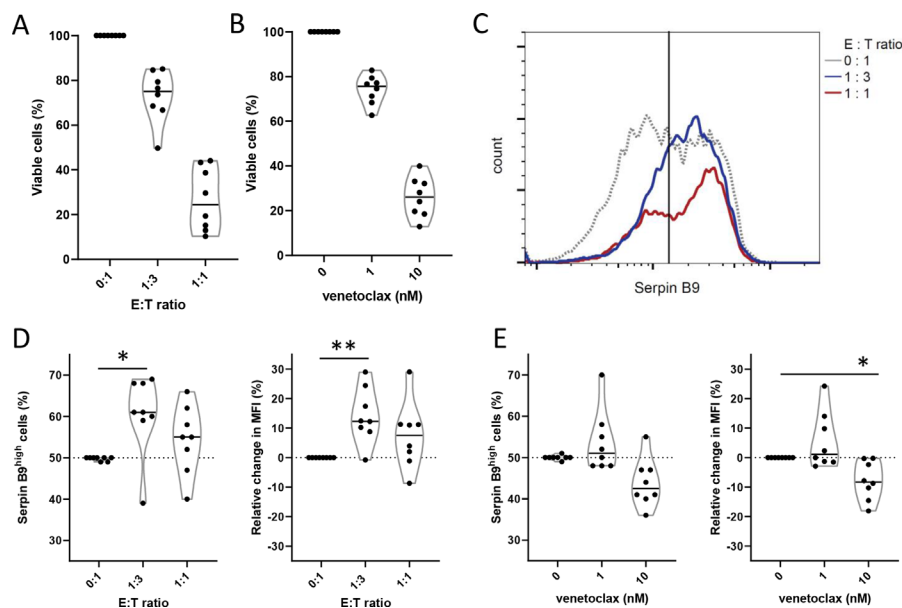 A
B
C
Viable cells (%)
100
80
60
40
20
0
0:1
1:3
1:1
E:T ratio
Viable cells (%)
100
80
60
40
20
0
0
1
10
venetoclax (nM)
E : T ratio
0 : 1
1 : 3
1 : 1
count
Serpin B9
D
E
Serpin B9high cells (%)
70
60
50
40
30
*
0:1
1:3
1:1
E:T ratio
Relative change in MFI (%)
30
20
10
0
-10
-20
-30
**
0:1
1:3
1:1
E:T ratio
Serpin B9high cells (%)
70
60
50
40
30
0
1
10
venetoclax (nM)
Relative change in MFI (%)
30
20
10
0
-10
-20
-30
*
0
1
10
venetoclax (nM)